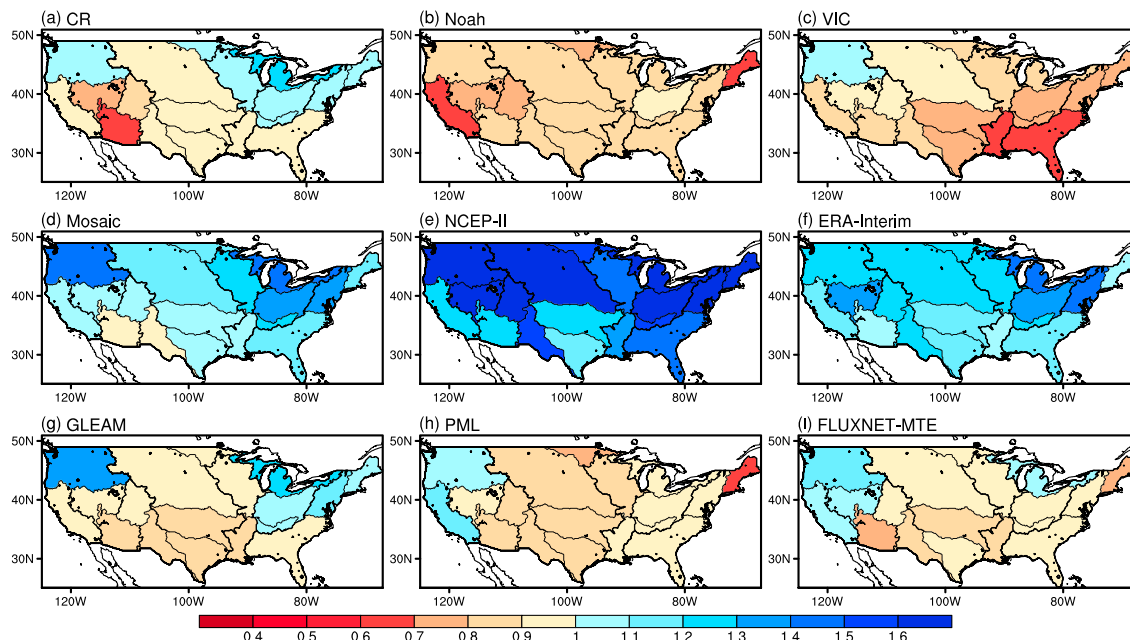 (a) CR (b) Noah (c) VIC
50N 50N 50N
40N 40N 40N
30N 30N 30N
120W 100W 80W 120W 100W 80W 120W 100W 80W
(d) Mosaic (e) NCEP-II (f) ERA-Interim
50N 50N 50N
40N 40N 40N
30N 30N 30N
120W 100W 80W 120W 100W 80W 120W 100W 80W
(g) GLEAM (h) PML (I) FLUXNET-MTE
50N 50N 50N
40N 40N 40N
30N 30N 30N
120W 100W 80W 120W 100W 80W 120W 100W 80W
0.4 0.5 0.6 0.7 0.8 0.9 1 1.1 1.2 1.3 1.4 1.5 1.6